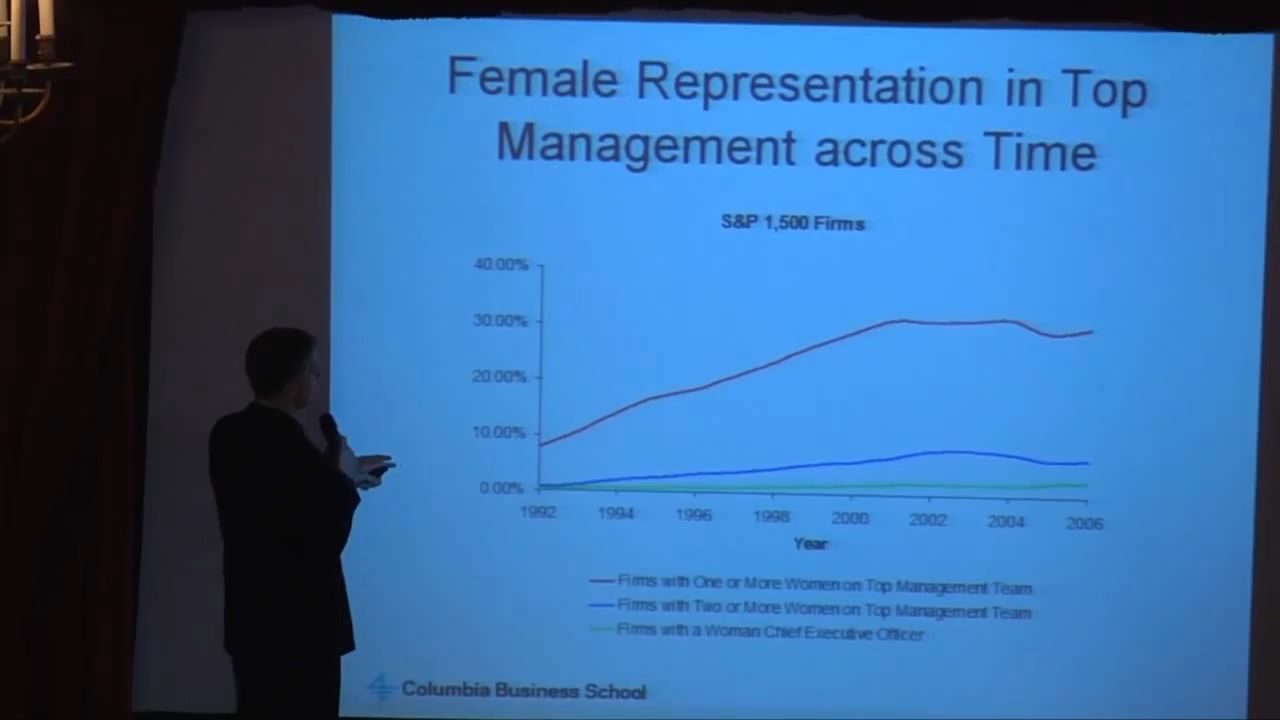 Female Representation in Top
Management across Time
S&P 1,500 Firms
40.00%
30.00%
20.00%
10.00%
0.00%
1992 1994 1996 1998 2000 2002 2004 2006
Year
Firms with One or More Women on Top Management Team
Firms with Two or More Women on Top Management Team
Firms with a Woman Chief Executive Officer
Columbia Business School